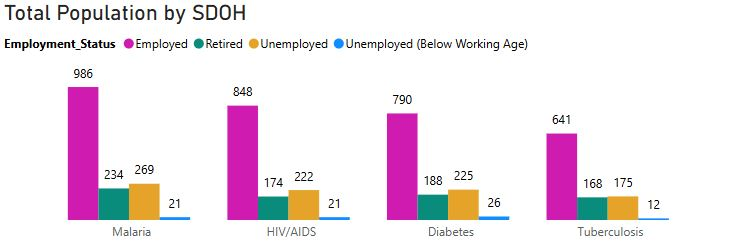 Total Population by SDOH
Employment_Status Employed Retired Unemployed Unemployed (Below Working Age)
986 234 269 21
848 174 222 21
790 188 225 26
641 168 175 12
Malaria HIV/AIDS Diabetes Tuberculosis